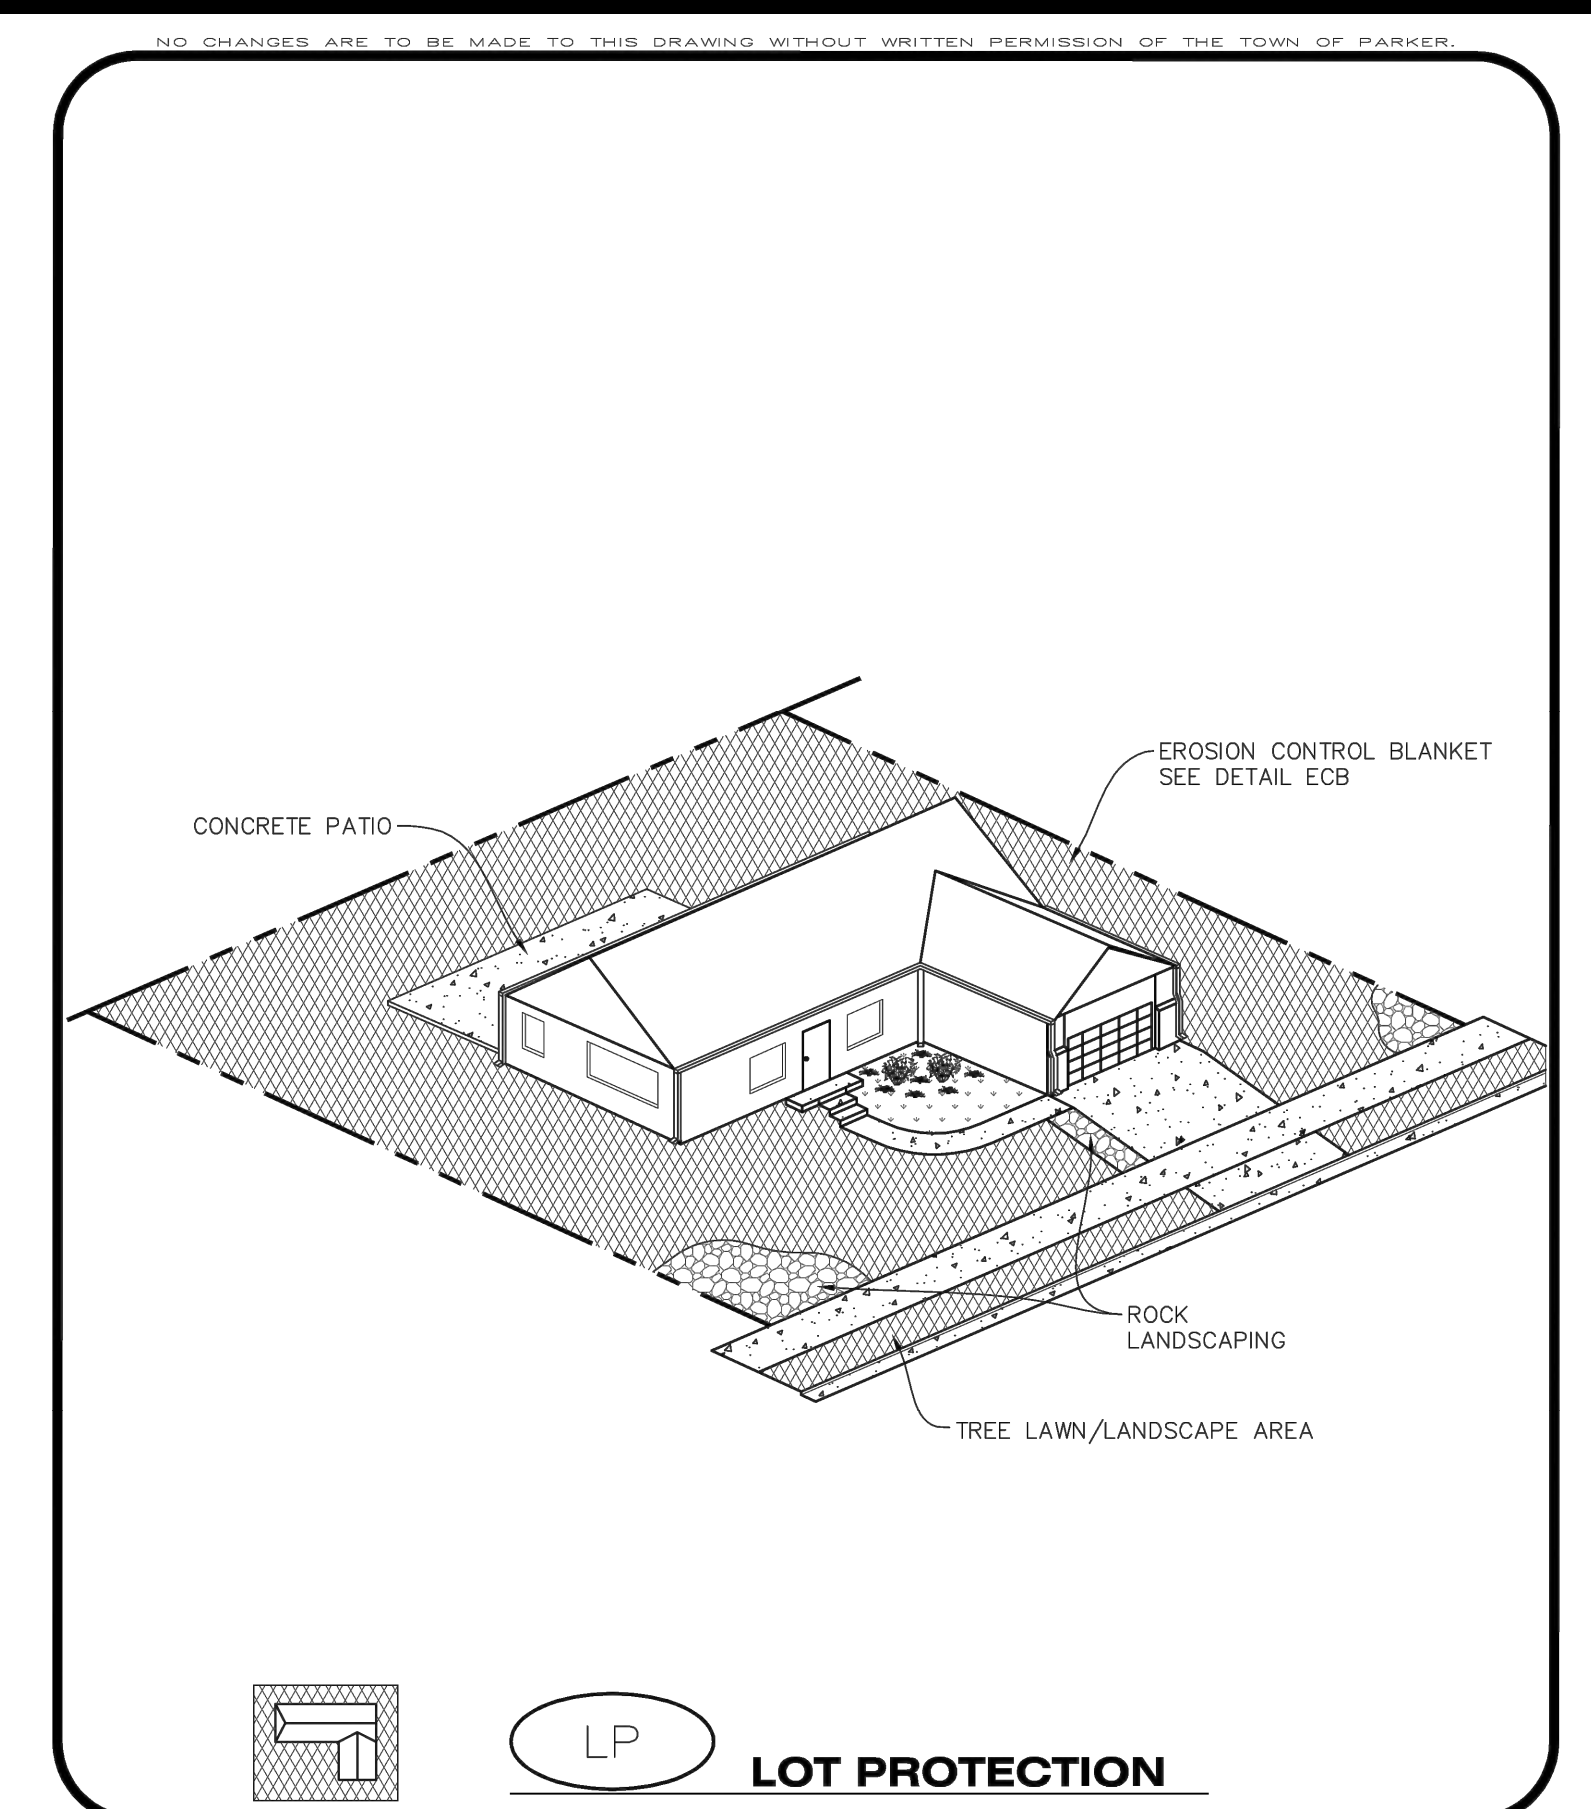 NO CHANGES ARE TO BE MADE TO THIS DRAWING WITHOUT WRITTEN PERMISSION OF THE TOWN OF PARKER.
EROSION CONTROL BLANKET
SEE DETAIL ECB
CONCRETE PATIO
ROCK
LANDSCAPING
TREE LAWN/LANDSCAPE AREA
LP
LOT PROTECTION